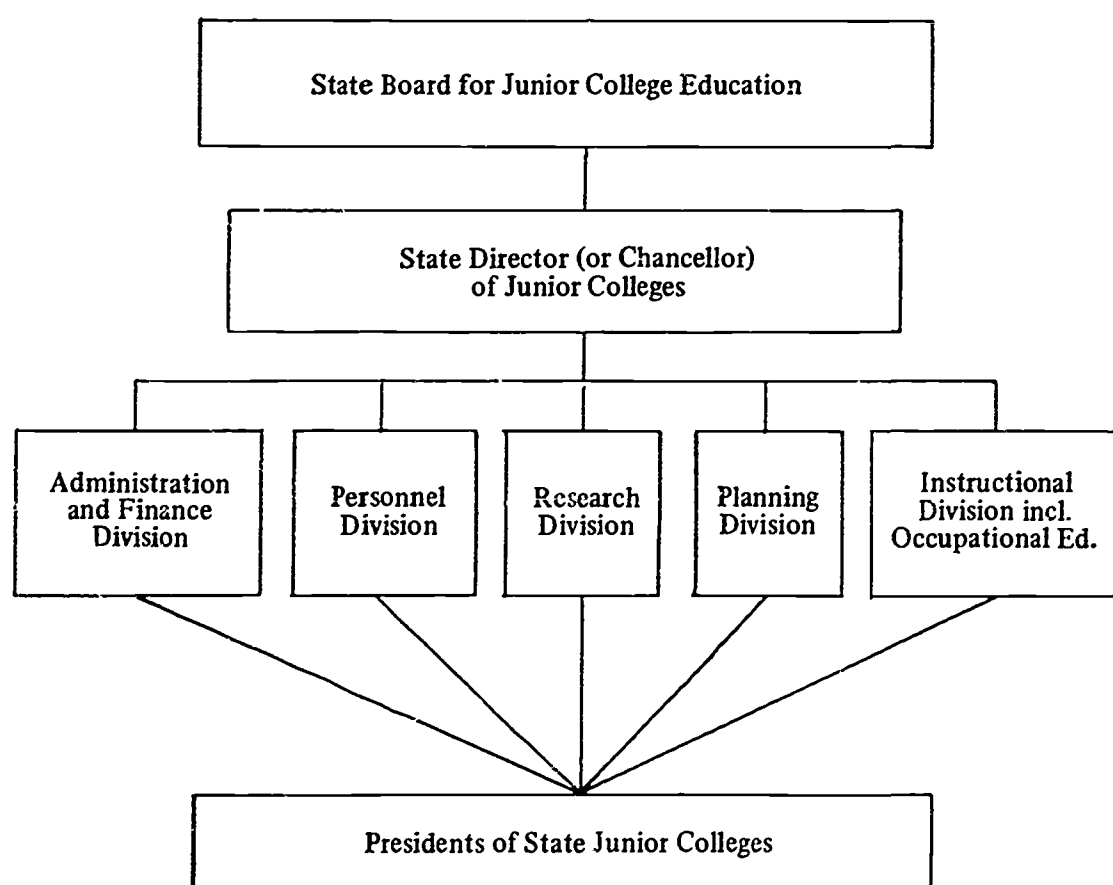 State Board for Junior College Education
State Director (or Chancellor)
of Junior Colleges
Administration
and Finance
Division
Personnel
Division
Research
Division
Planning
Division
Instructional
Division incl.
Occupational Ed.
Presidents of State Junior Colleges